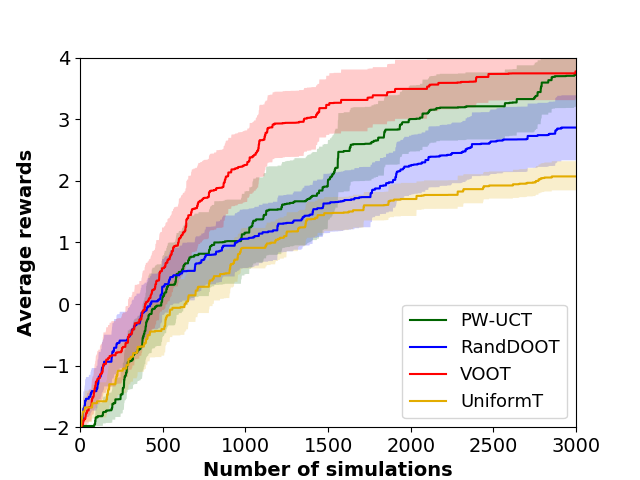 4
3
2
1
0
−1
−2
Average rewards
0 500 1000 1500 2000 2500 3000
Number of simulations
PW-UCT
RandDOOT
VOOT
UniformT